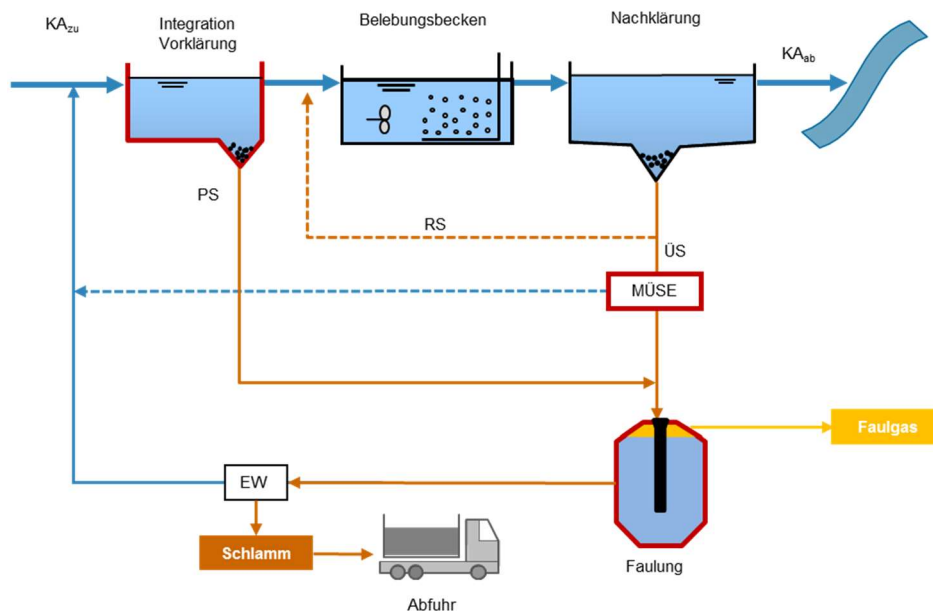 KAzu
Integration
Vorklärung
Belebungsbecken
Nachklärung
KAab
PS
RS
ÜS
MÜSE
Faulgas
EW
Schlamm
Faulung
Abfuhr